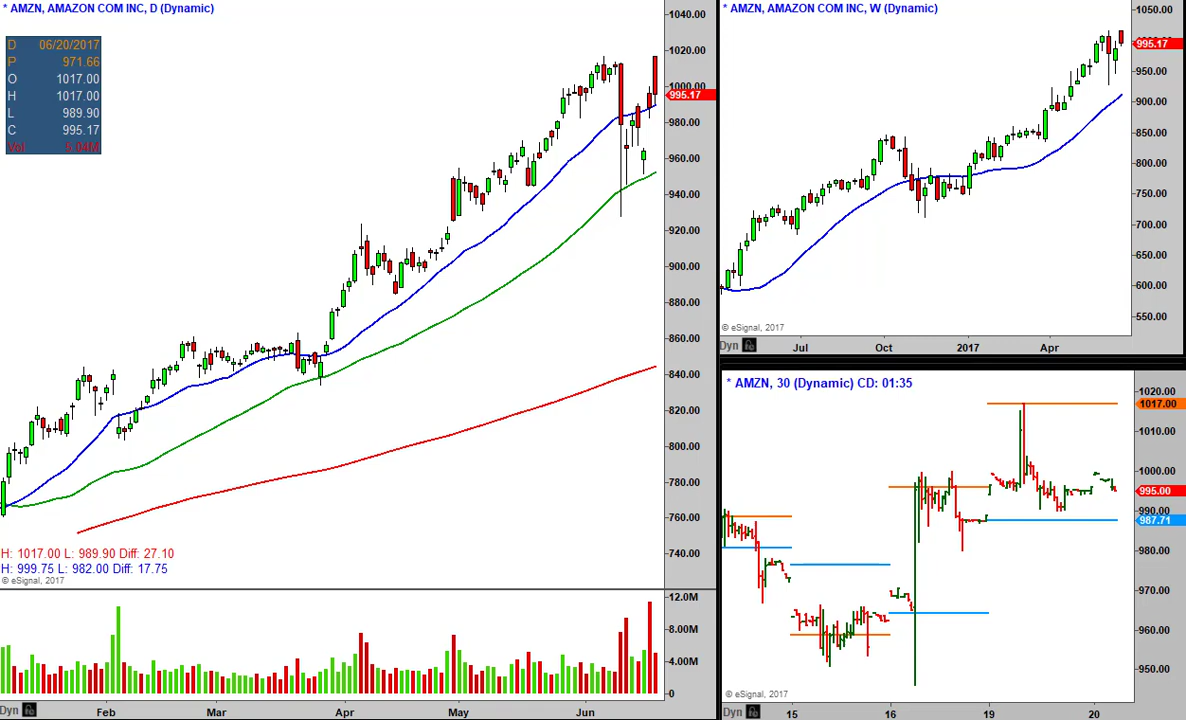 * AMZN, AMAZON COM INC, D (Dynamic)
D 06/20/2017
P 971.66
O 1017.00
H 1017.00
L 989.90
C 995.17
Vol 5.04M
1040.00
1020.00
1000.00
995.17
980.00
960.00
940.00
920.00
900.00
880.00
860.00
840.00
820.00
800.00
780.00
760.00
740.00
H: 1017.00 L: 989.90 Diff: 27.10
H: 999.75 L: 982.00 Diff: 17.75
© eSignal, 2017
12.0M
8.00M
4.00M
0
Dyn Feb Mar Apr May Jun
* AMZN, AMAZON COM INC, W (Dynamic)
1050.00
995.17
950.00
900.00
850.00
800.00
750.00
700.00
650.00
600.00
550.00
© eSignal, 2017
Dyn Jul Oct 2017 Apr
* AMZN, 30 (Dynamic) CD: 01:35
1020.00
1017.00
1010.00
1000.00
995.00
990.00
987.71
980.00
970.00
960.00
950.00
© eSignal, 2017
Dyn 15 16 19 20